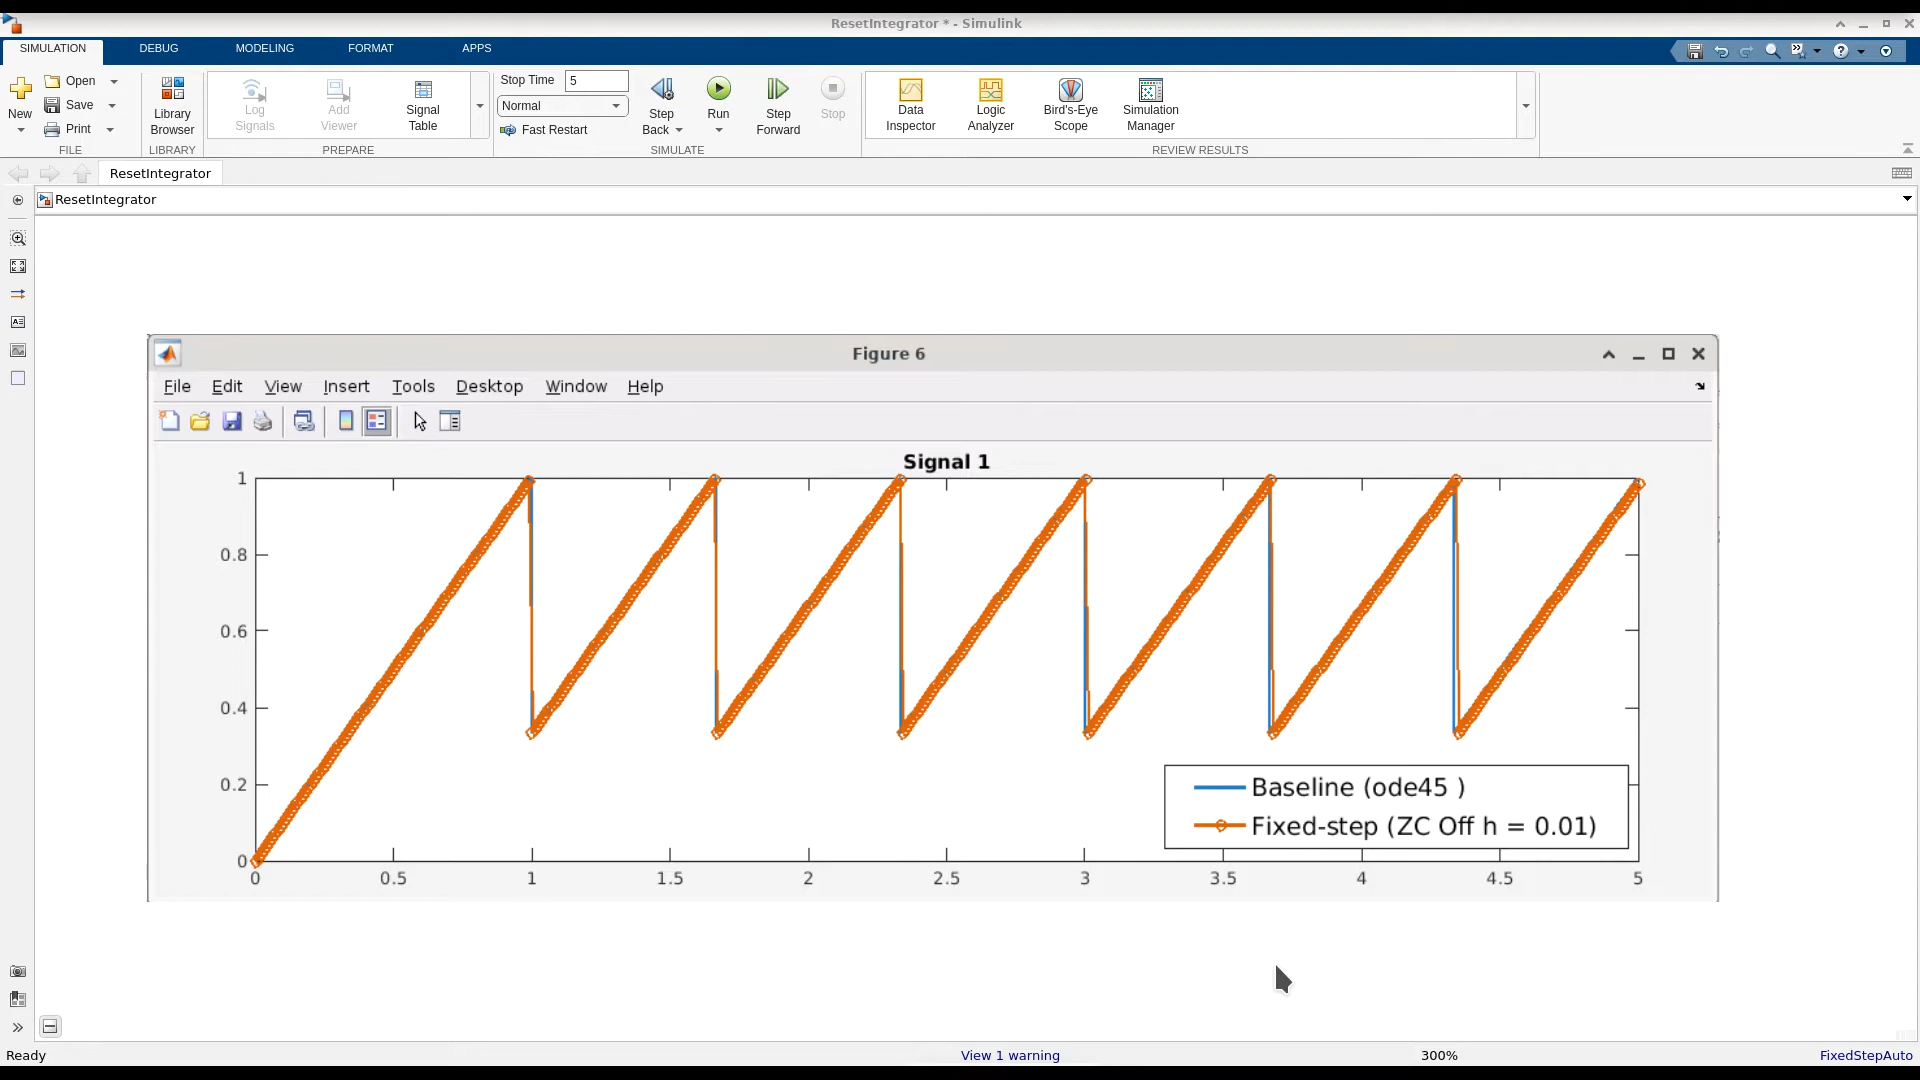 ResetIntegrator * - Simulink
SIMULATION DEBUG MODELING FORMAT APPS
New
Open
Save
Print
FILE
Library Browser
LIBRARY
Log Signals
Add Viewer
Signal Table
PREPARE
Stop Time 5
Normal
Fast Restart
Step Back
Run
Step Forward
Stop
SIMULATE
Data Inspector
Logic Analyzer
Bird's-Eye Scope
Simulation Manager
REVIEW RESULTS
ResetIntegrator
ResetIntegrator
Figure 6
File Edit View Insert Tools Desktop Window Help
Signal 1
1
0.8
0.6
0.4
0.2
0
Baseline (ode45 )
Fixed-step (ZC Off h = 0.01)
0 0.5 1 1.5 2 2.5 3 3.5 4 4.5 5
Ready View 1 warning 300% FixedStepAuto